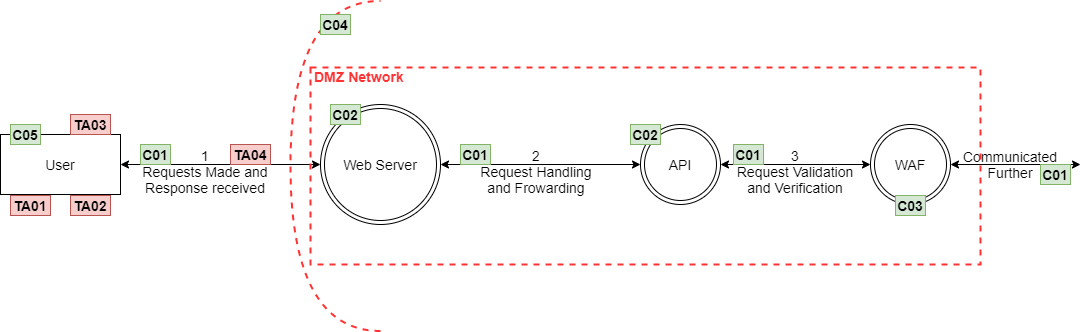 C04
DMZ Network
C02
TA03
C05
User
TA01
TA02
C01
1
TA04
Requests Made and
Response received
Web Server
C01
2
Request Handling
and Frowarding
C02
API
C01
3
Request Validation
and Verification
WAF
C03
Communicated
Further
C01